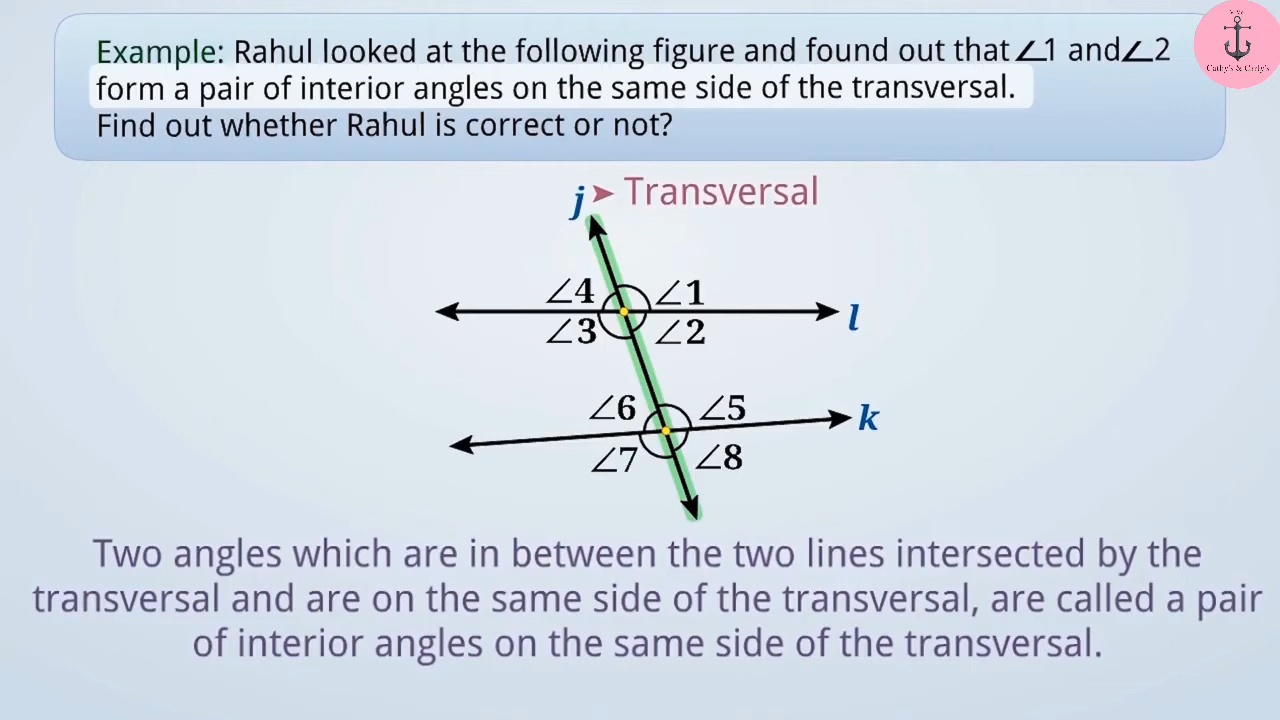 Example: Rahul looked at the following figure and found out that ∠1 and∠2
form a pair of interior angles on the same side of the transversal.
Find out whether Rahul is correct or not?
Cathy's & Carly's
j ➤ Transversal
∠4 ∠1
l
∠3 ∠2
∠6 ∠5
k
∠7 ∠8
Two angles which are in between the two lines intersected by the
transversal and are on the same side of the transversal, are called a pair
of interior angles on the same side of the transversal.